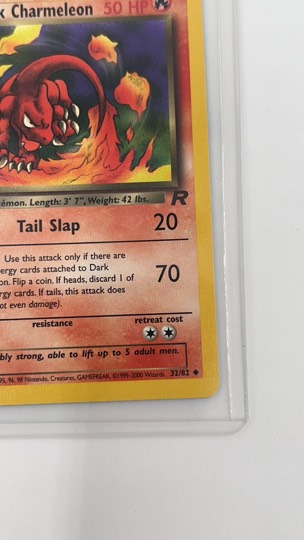 k Charmeleon 50 HP
émon. Length: 3' 7", Weight: 42 lbs.
R
Tail Slap 20
Use this attack only if there are
ergy cards attached to Dark
on. Flip a coin. If heads, discard 1 of
rgy cards. If tails, this attack does
ot even damage).
70
resistance
retreat cost
bly strong, able to lift up to 5 adult men.
95, 96, 98 Nintendo, Creatures, GAMEFREAK. ©1999-2000 Wizards. 32/82